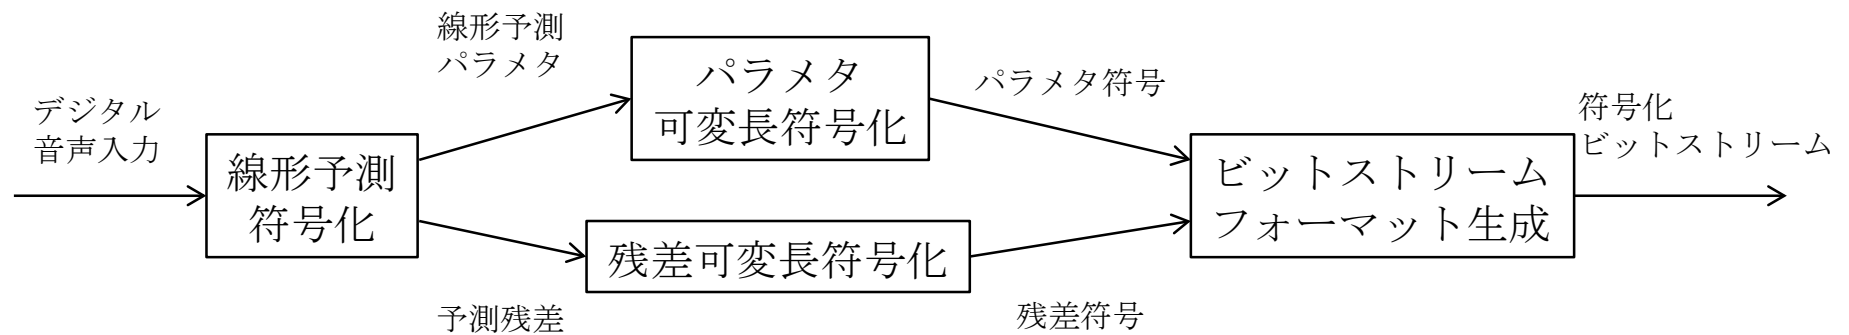 デジタル
音声入力
線形予測
符号化
線形予測
パラメタ
パラメタ
可変長符号化
パラメタ符号
予測残差
残差可変長符号化
残差符号
ビットストリーム
フォーマット生成
符号化
ビットストリーム